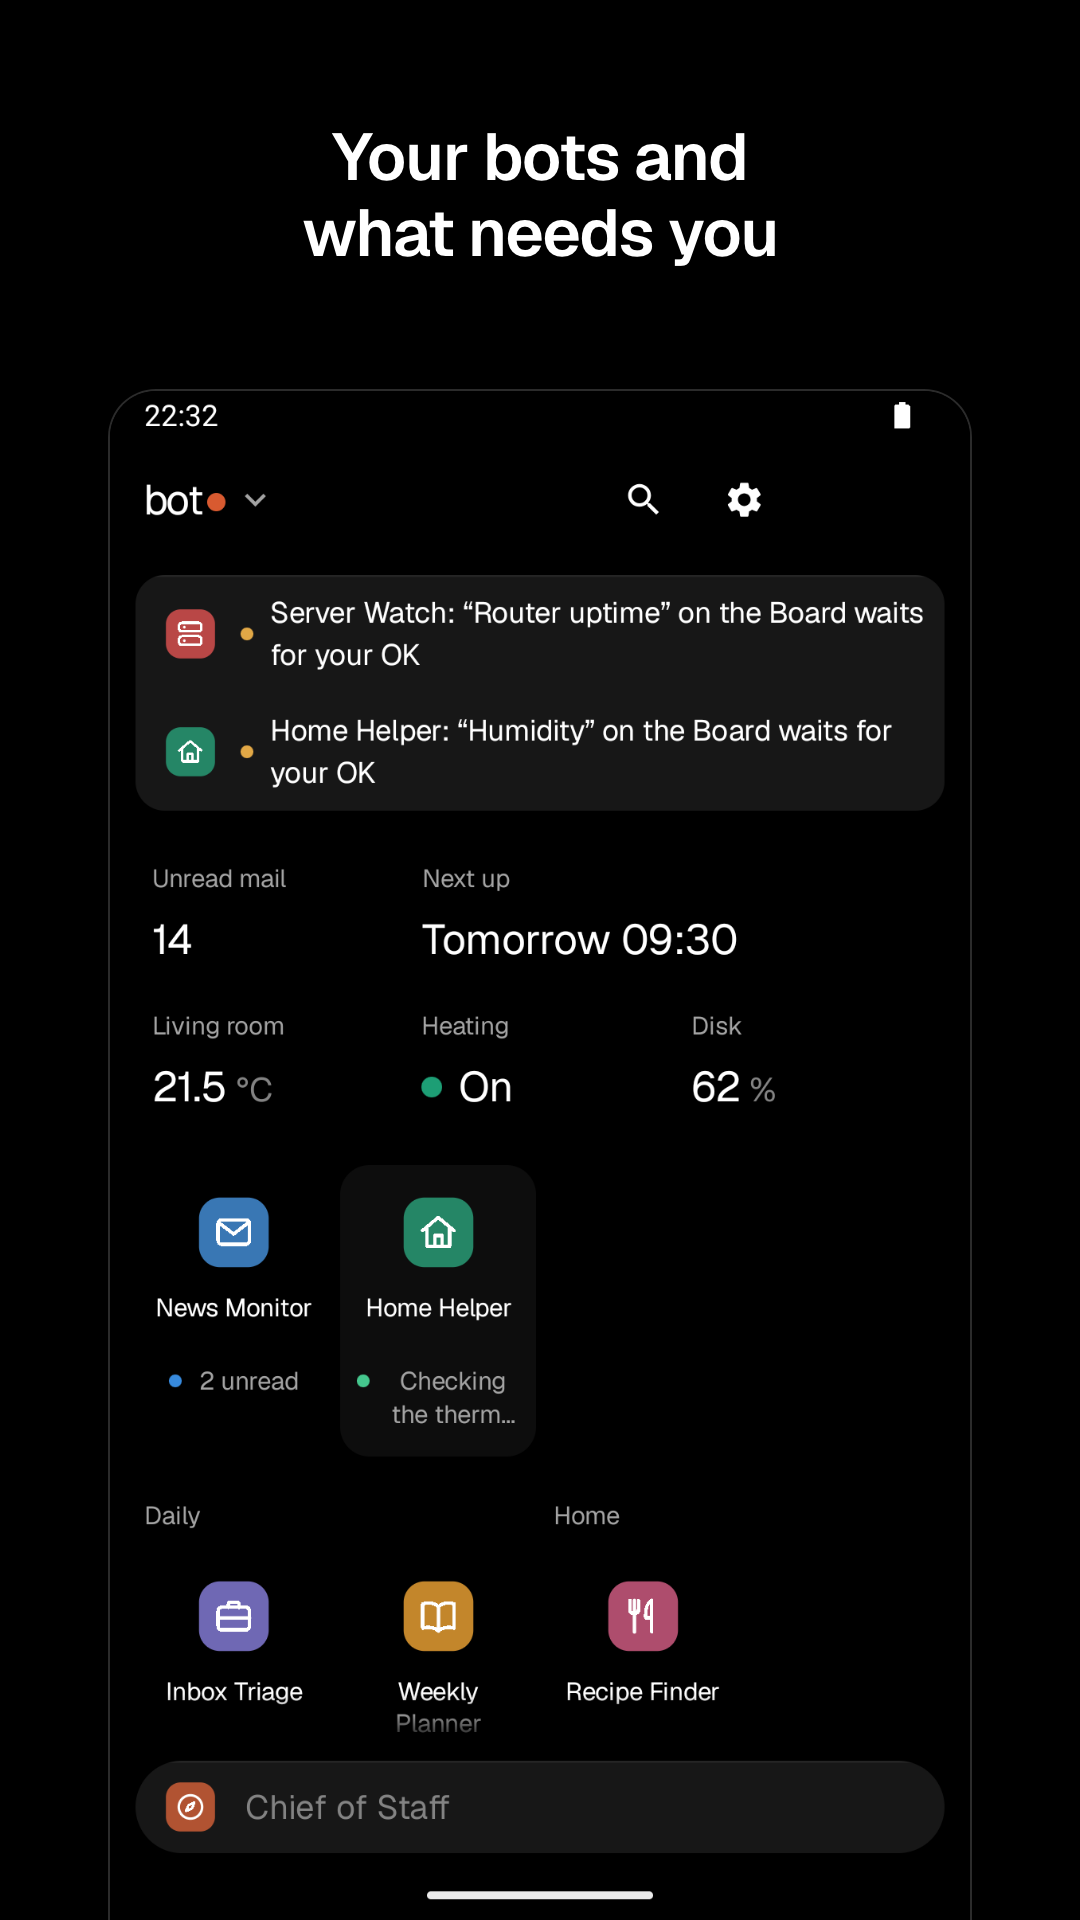 Your bots and
what needs you
22:32
bot
Server Watch: “Router uptime” on the Board waits
for your OK
Home Helper: “Humidity” on the Board waits for
your OK
Unread mail
Next up
14
Tomorrow 09:30
Living room
Heating
Disk
21.5 °C
On
62 %
News Monitor
Home Helper
2 unread
Checking
the therm...
Daily
Home
Inbox Triage
Weekly
Planner
Recipe Finder
Chief of Staff